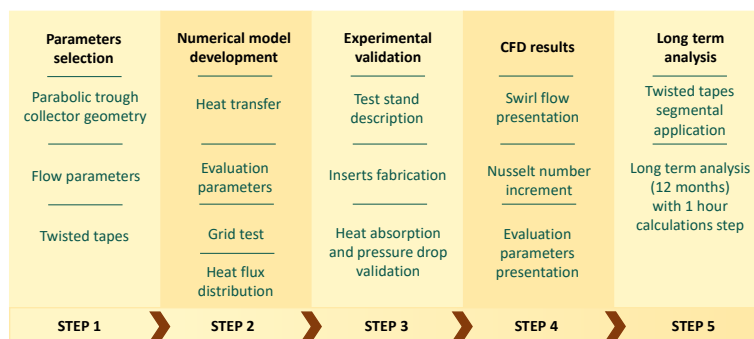 Parameters
selection
Parabolic trough
collector geometry
Flow parameters
Twisted tapes
STEP 1
Numerical model
development
Heat transfer
Evaluation
parameters
Grid test
Heat flux
distribution
STEP 2
Experimental
validation
Test stand
description
Inserts fabrication
Heat absorption
and pressure drop
validation
STEP 3
CFD results
Swirl flow
presentation
Nusselt number
increment
Evaluation
parameters
presentation
STEP 4
Long term
analysis
Twisted tapes
segmental
application
Long term analysis
(12 months)
with 1 hour
calculations step
STEP 5